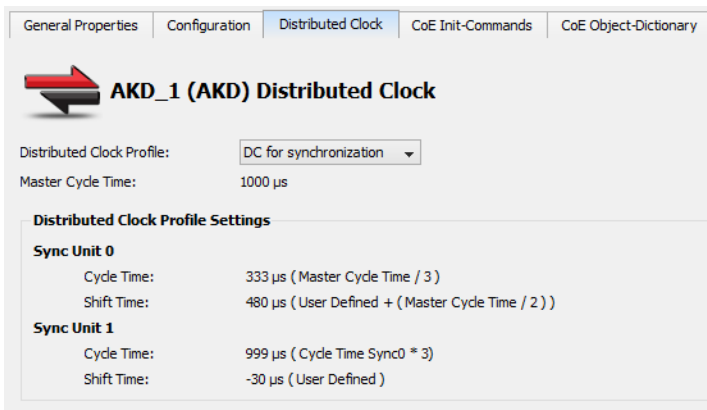 General Properties Configuration Distributed Clock CoE Init-Commands CoE Object-Dictionary
AKD_1 (AKD) Distributed Clock
Distributed Clock Profile: DC for synchronization
Master Cycle Time: 1000 µs
Distributed Clock Profile Settings
Sync Unit 0
Cycle Time: 333 µs ( Master Cycle Time / 3 )
Shift Time: 480 µs ( User Defined + ( Master Cycle Time / 2 ) )
Sync Unit 1
Cycle Time: 999 µs ( Cycle Time Sync0 * 3)
Shift Time: -30 µs ( User Defined )